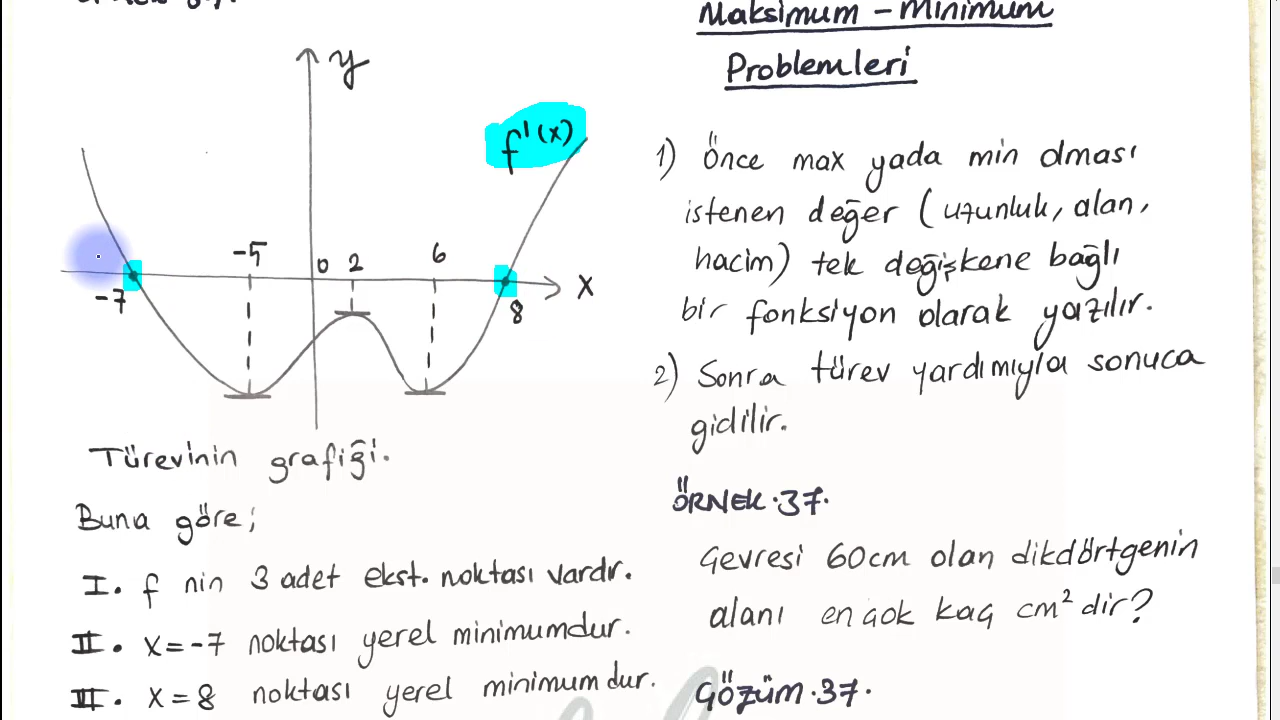 y
f'(x)
-5 0 2 6
-7 8 x
Türevinin grafiği.
Buna göre;
I. f nin 3 adet ekst. noktası vardır.
II. x=-7 noktası yerel minimumdur.
II. x=8 noktası yerel minimumdur.
Maksimum - Minimum
Problemleri
1) Önce max yada min olması
istenen değer (uzunluk, alan,
hacim) tek değişkene bağlı
bir fonksiyon olarak yazılır.
2) Sonra türev yardımıyla sonuca
gidilir.
ÖRNEK.37.
Çevresi 60cm olan dikdörtgenin
alanı en çok kaç cm² dir?
ÇÖZÜM.37.